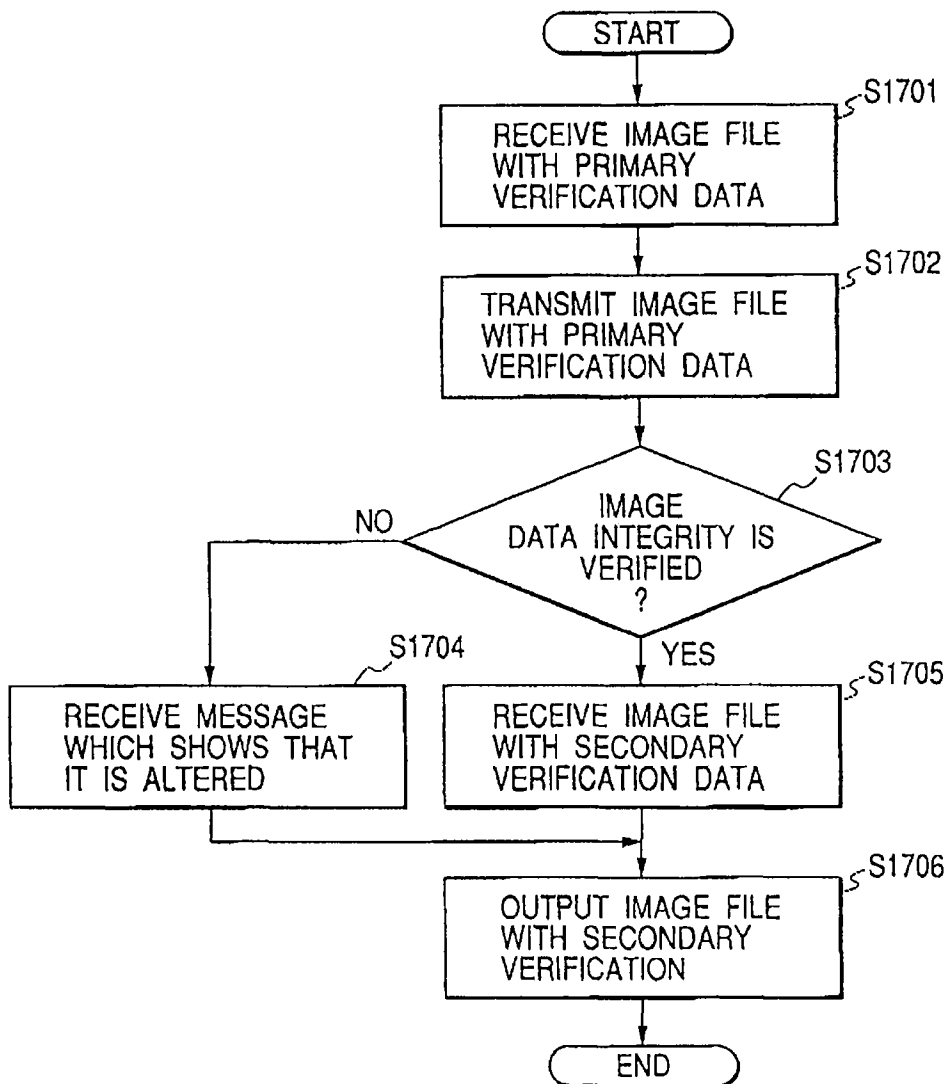 START
S1701
RECEIVE IMAGE FILE
WITH PRIMARY
VERIFICATION DATA
S1702
TRANSMIT IMAGE FILE
WITH PRIMARY
VERIFICATION DATA
S1703
IMAGE
DATA INTEGRITY IS
VERIFIED
?
NO
YES
S1704
RECEIVE MESSAGE
WHICH SHOWS THAT
IT IS ALTERED
S1705
RECEIVE IMAGE FILE
WITH SECONDARY
VERIFICATION DATA
S1706
OUTPUT IMAGE FILE
WITH SECONDARY
VERIFICATION
END